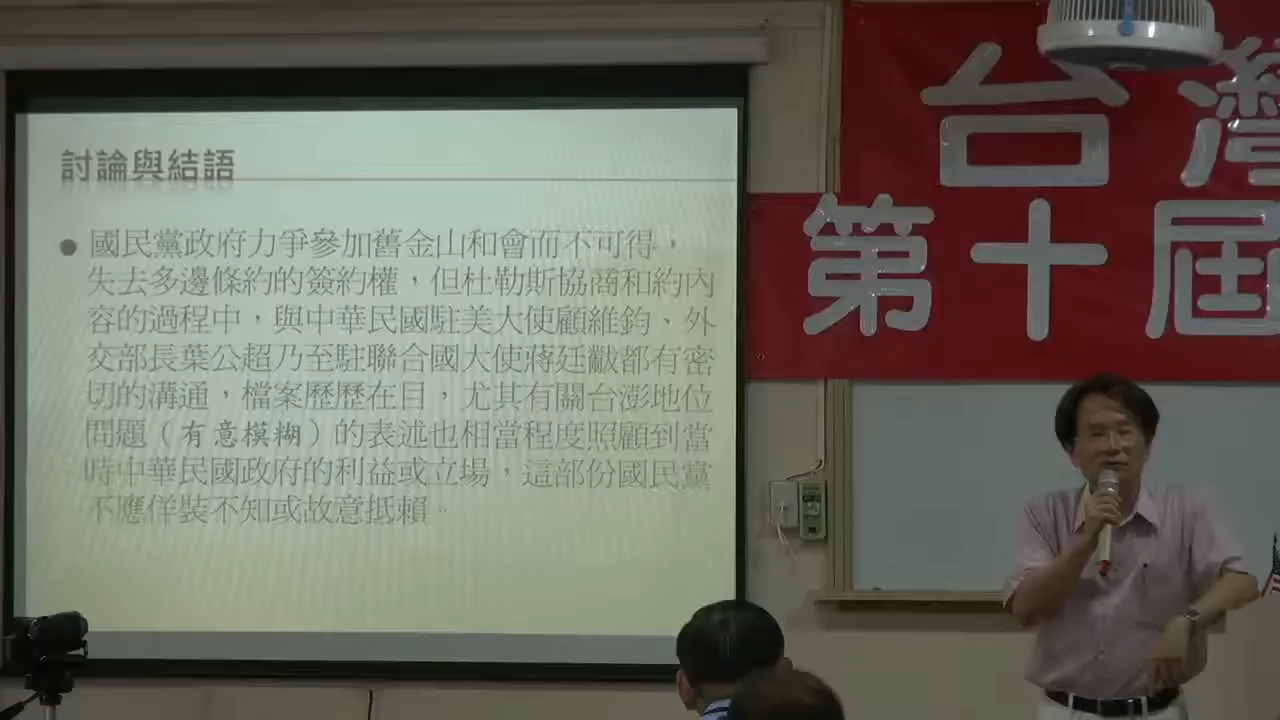 討論與結語
● 國民黨政府力爭參加舊金山和會而不可得，
失去多邊條約的簽約權，但杜勒斯協商和約內
容的過程中，與中華民國駐美大使顧維鈞、外
交部長葉公超乃至駐聯合國大使蔣廷黻都有密
切的溝通，檔案歷歷在目，尤其有關台澎地位
問題（有意模糊）的表述也相當程度照顧到當
時中華民國政府的利益或立場，這部份國民黨
不應佯裝不知或故意抵賴。
台灣
第十屆